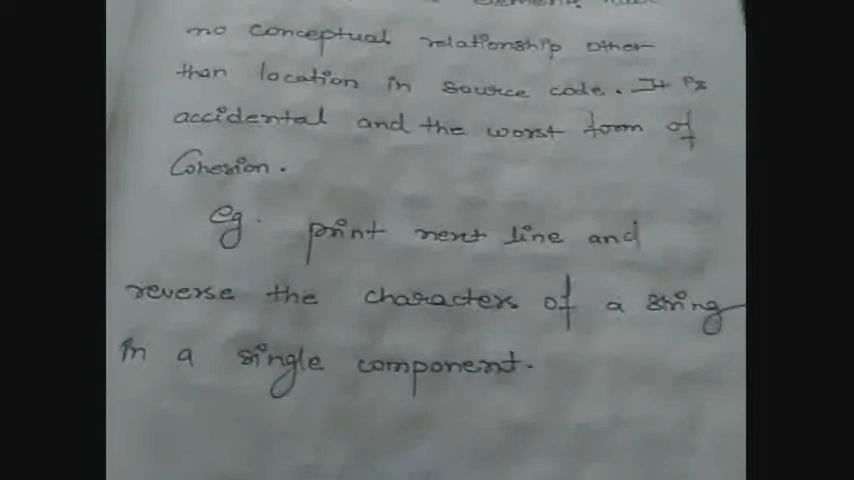 no conceptual relationship other
than location in source code. It is
accidental and the worst form of
Cohesion.
eg. print next line and
reverse the characters of a string
in a single component.